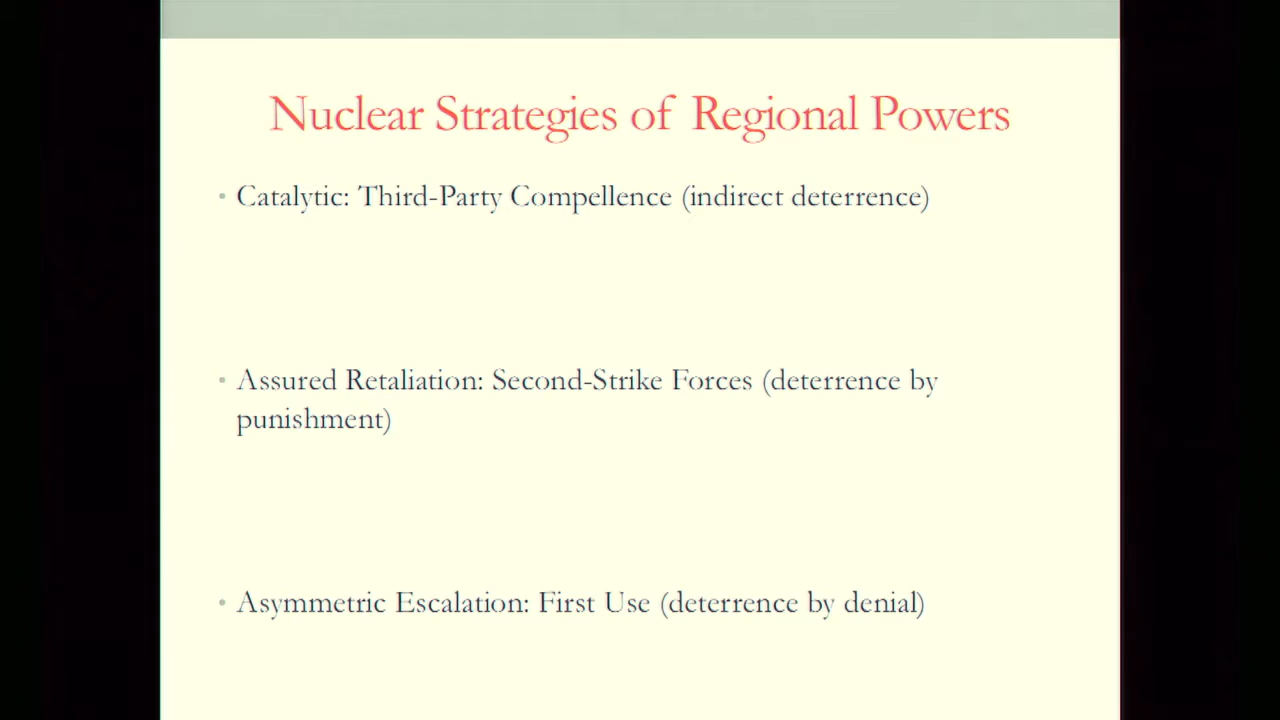 Nuclear Strategies of Regional Powers
• Catalytic: Third-Party Compellence (indirect deterrence)
• Assured Retaliation: Second-Strike Forces (deterrence by
punishment)
• Asymmetric Escalation: First Use (deterrence by denial)